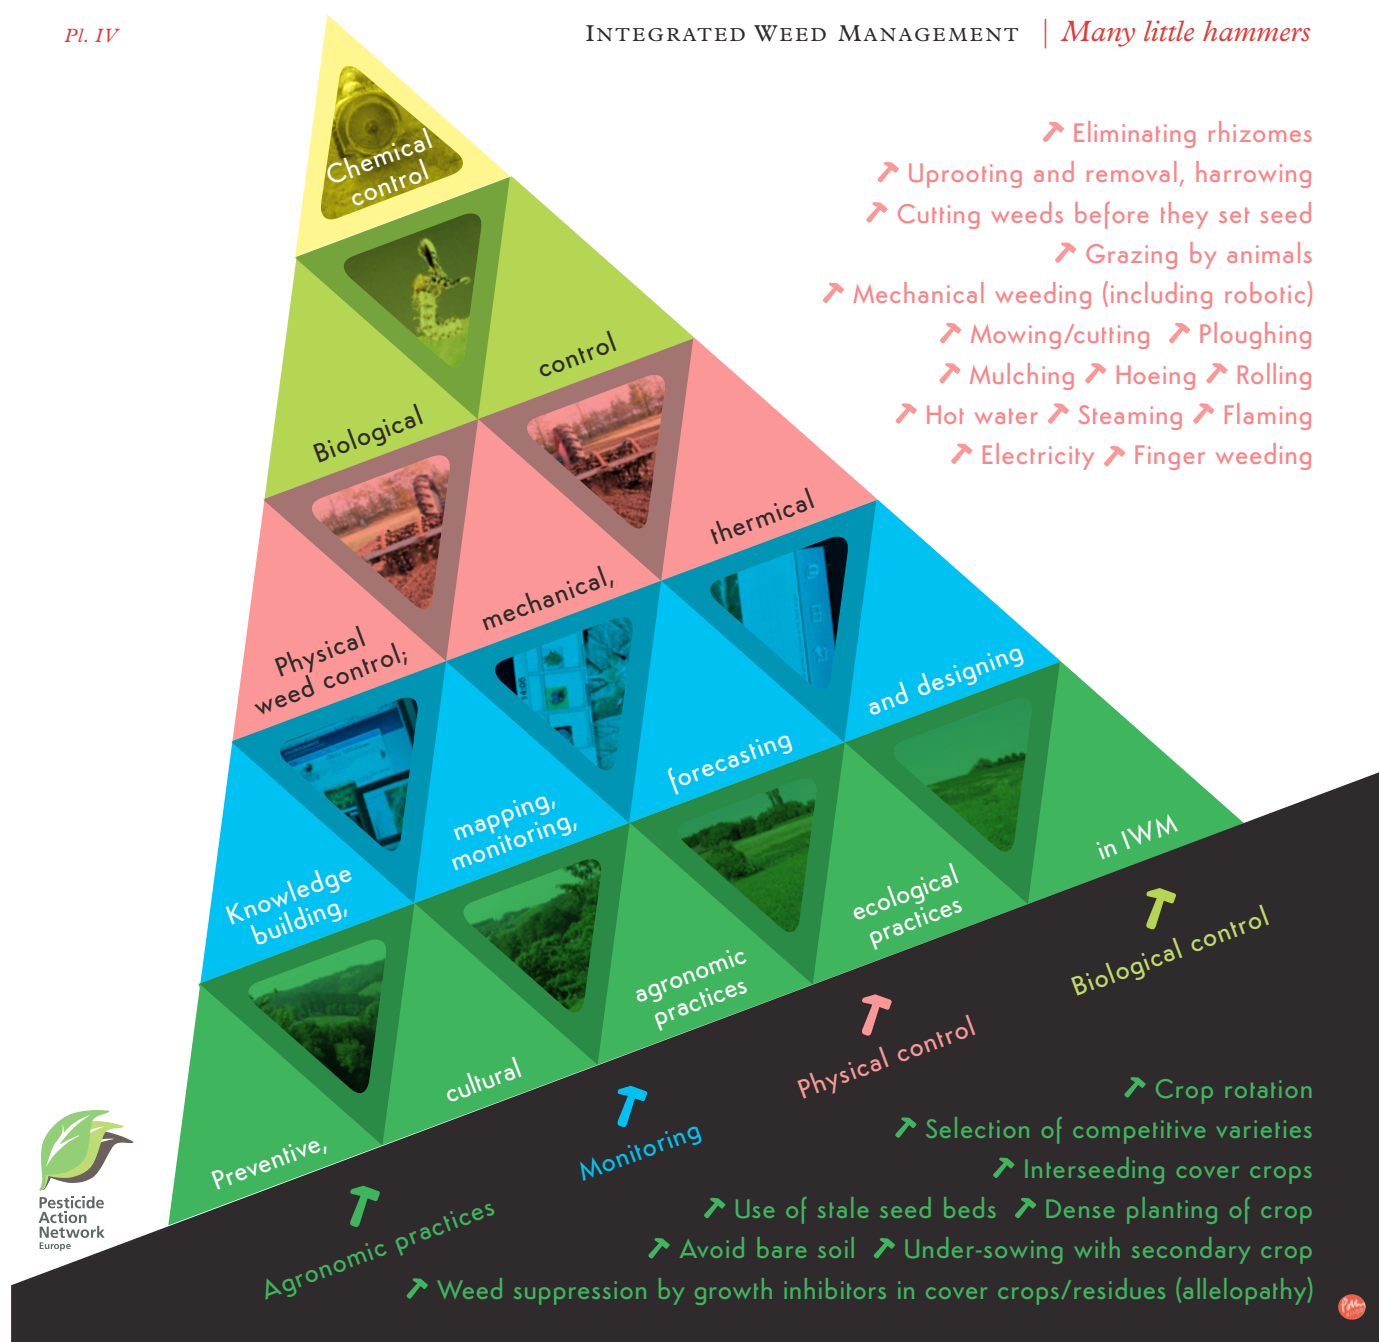 Pl. IV
INTEGRATED WEED MANAGEMENT | Many little hammers
Chemical
control
Eliminating rhizomes
Uprooting and removal, harrowing
Cutting weeds before they set seed
Grazing by animals
Mechanical weeding (including robotic)
Mowing/cutting Ploughing
Mulching Hoeing Rolling
Hot water Steaming Flaming
Electricity Finger weeding
Biological control
Physical
weed control;
mechanical,
thermical
14:06
Knowledge
building,
mapping,
monitoring,
forecasting
and designing
Preventive,
cultural
agronomic
practices
ecological
practices
in IWM
Agronomic practices
Monitoring
Physical control
Biological control
Crop rotation
Selection of competitive varieties
Interseeding cover crops
Use of stale seed beds Dense planting of crop
Avoid bare soil Under-sowing with secondary crop
Weed suppression by growth inhibitors in cover crops/residues (allelopathy)
Pesticide
Action
Network
Europe